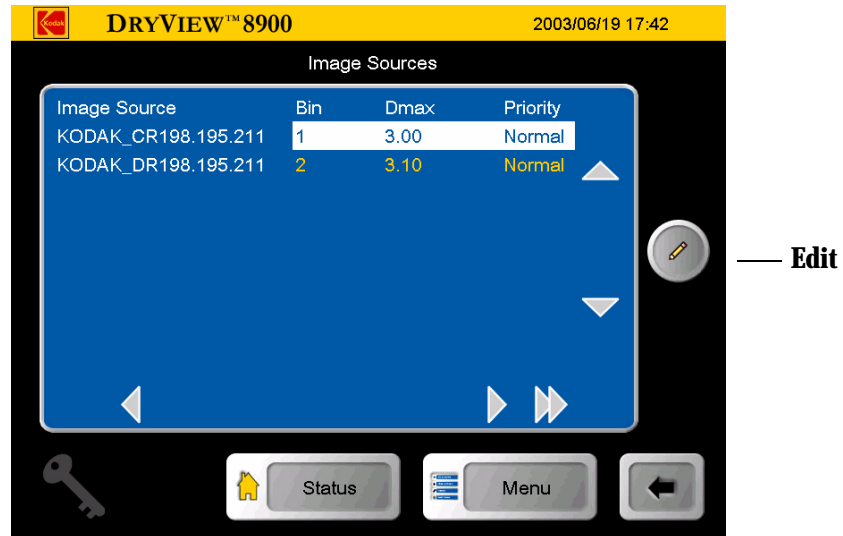 Kodak DRYVIEW™8900 2003/06/19 17:42
Image Sources
Image Source Bin Dmax Priority
KODAK_CR198.195.211 1 3.00 Normal
KODAK_DR198.195.211 2 3.10 Normal
Edit
Status Menu